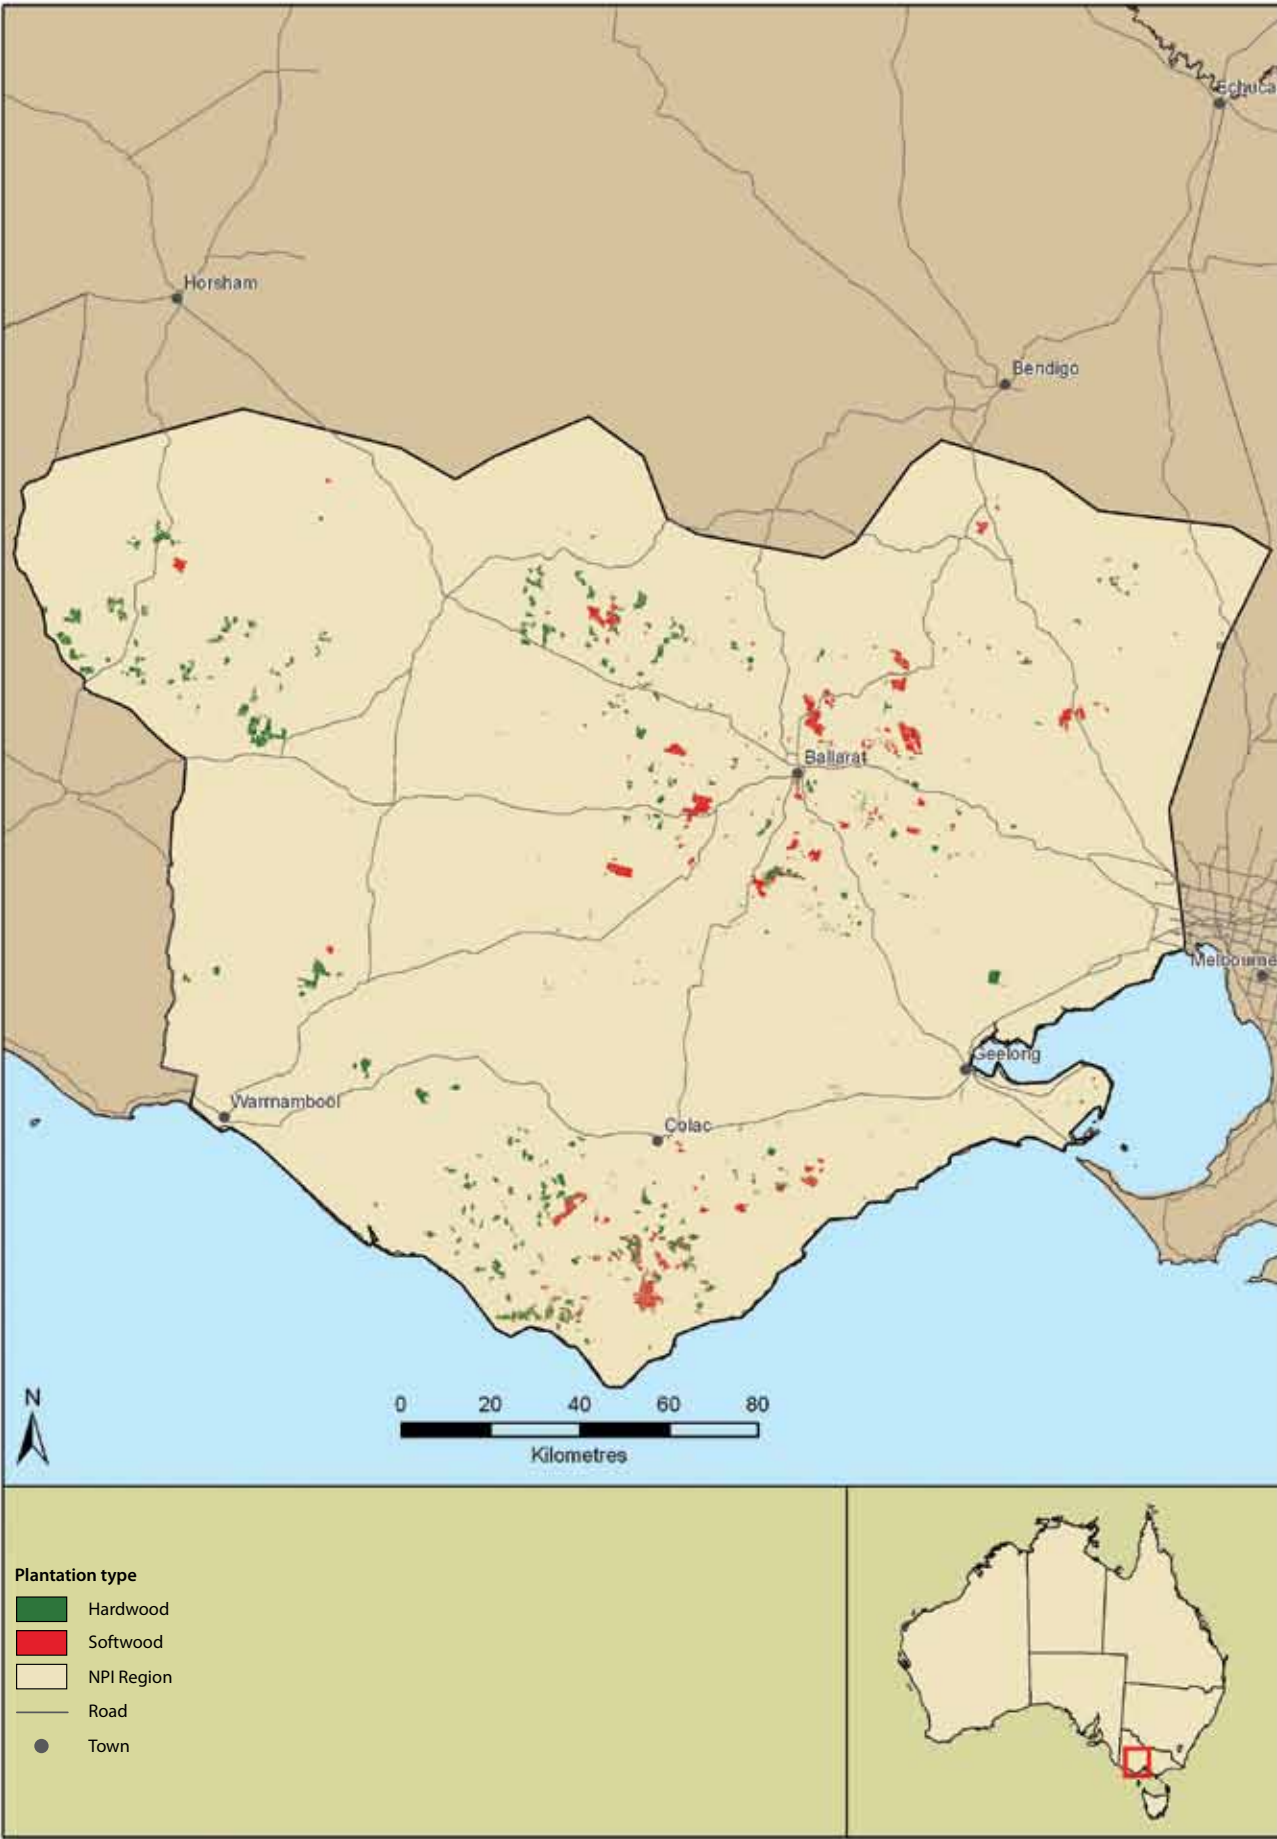 Echuca
Horsham
Bendigo
Ballarat
Melbourne
Geelong
Warrnambool
Colac
N
0 20 40 60 80
Kilometres
Plantation type
Hardwood
Softwood
NPI Region
Road
Town